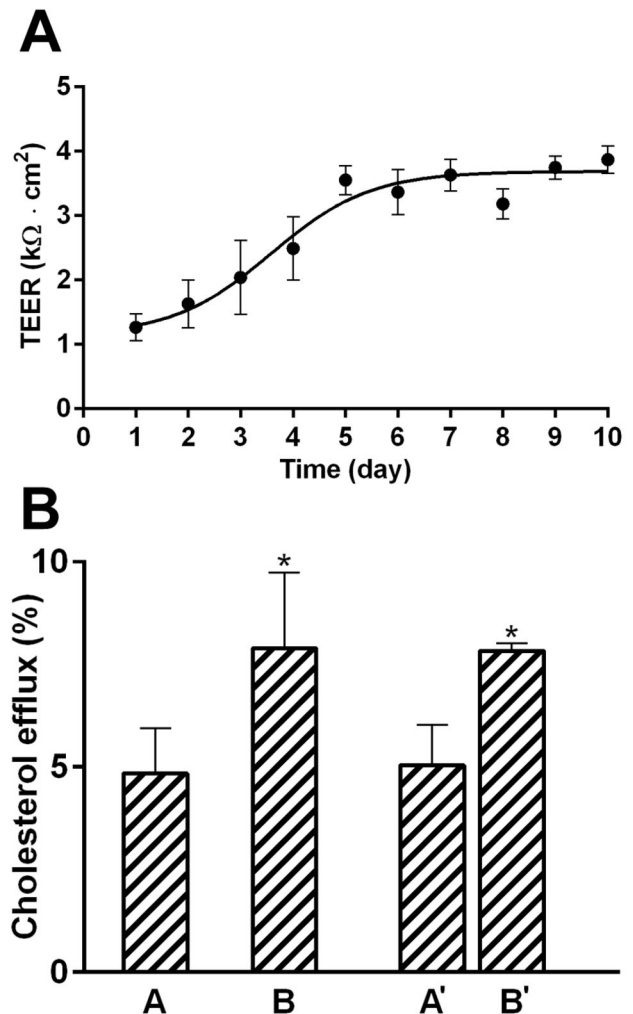 A
TEER (kΩ · cm²)
5
4
3
2
1
0
0 1 2 3 4 5 6 7 8 9 10
Time (day)
B
Cholesterol efflux (%)
10
5
0
* *
A B A' B'